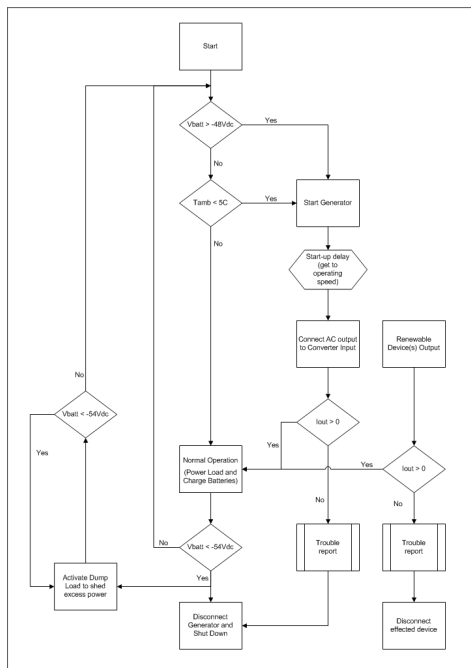 Start
Vbatt > -48Vdc
Yes
No
Tamb < 5C
Yes
No
Start Generator
Start-up delay
(get to
operating
speed)
Connect AC output
to Converter Input
Renewable
Device(s) Output
No
Vbatt < -54Vdc
Yes
Iout > 0
Yes
No
Normal Operation
(Power Load and
Charge Batteries)
Yes
Iout > 0
No
No
Vbatt < -54Vdc
Yes
Trouble
report
Trouble
report
Activate Dump
Load to shed
excess power
Disconnect
Generator and
Shut Down
Disconnect
effected device